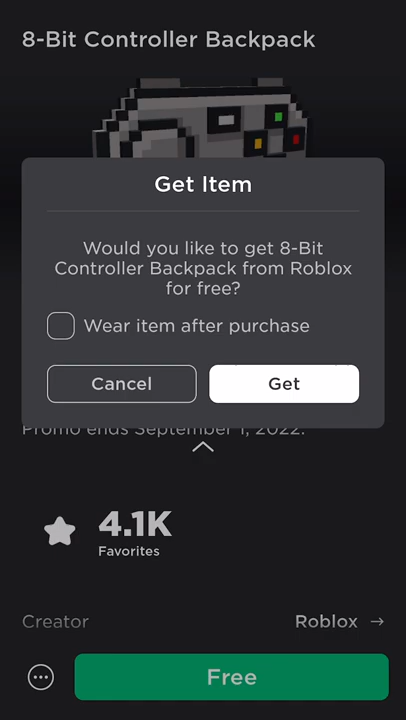 8-Bit Controller Backpack
Get Item
Would you like to get 8-Bit
Controller Backpack from Roblox
for free?
Wear item after purchase
Cancel
Get
Promo ends September 1, 2022.
4.1K
Favorites
Creator
Roblox →
Free